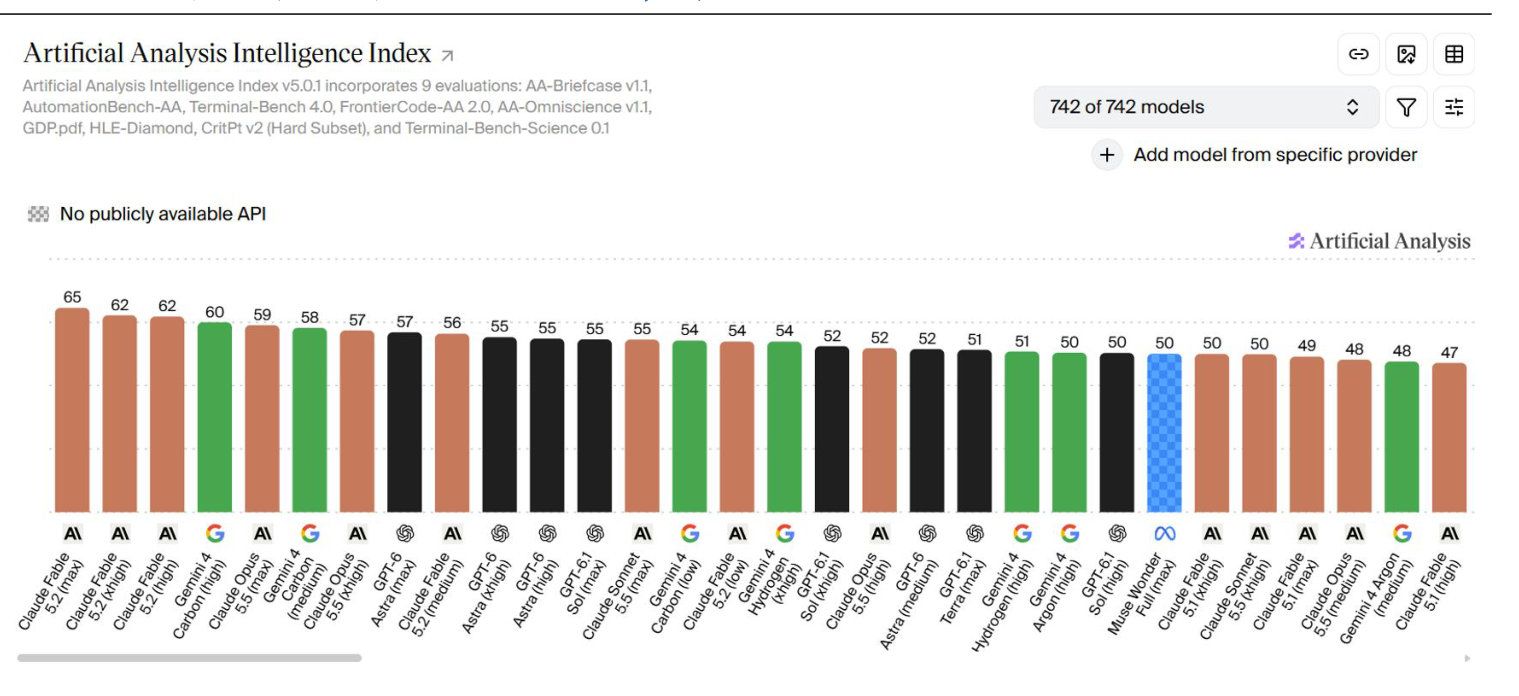 Artificial Analysis Intelligence Index
Artificial Analysis Intelligence Index v5.0.1 incorporates 9 evaluations: AA-Briefcase v1.1,
AutomationBench-AA, Terminal-Bench 4.0, FrontierCode-AA 2.0, AA-Omniscience v1.1,
GDP.pdf, HLE-Diamond, CritPt v2 (Hard Subset), and Terminal-Bench-Science 0.1
742 of 742 models
Add model from specific provider
No publicly available API
Artificial Analysis
65
62
62
60
59
58
57
57
56
55
55
55
55
54
54
54
52
52
52
51
51
50
50
50
50
50
49
48
48
47
Claude Fable
5.2 (max)
Claude Fable
5.2 (xhigh)
Claude Fable
5.2 (high)
Gemini 4
Carbon (high)
Claude Opus
5.5 (max)
Gemini 4
Carbon
(medium)
Claude Opus
5.5 (xhigh)
GPT-6
Astra (max)
Claude Fable
5.2 (medium)
GPT-6
Astra (xhigh)
GPT-6
Astra (high)
GPT-6.1
Sol (max)
Claude Sonnet
5.5 (max)
Gemini 4
Carbon (low)
Claude Fable
5.2 (low)
Gemini 4
Hydrogen
(xhigh)
GPT-6.1
Sol (xhigh)
Claude Opus
5.5 (high)
GPT-6
Astra (medium)
GPT-6.1
Terra (max)
Gemini 4
Hydrogen (high)
Gemini 4
Argon (high)
GPT-6.1
Sol (high)
Muse Wonder
Full (max)
Claude Fable
5.1 (xhigh)
Claude Sonnet
5.5 (xhigh)
Claude Fable
5.1 (max)
Claude Opus
5.5 (medium)
Gemini 4 Argon
(medium)
Claude Fable
5.1 (high)